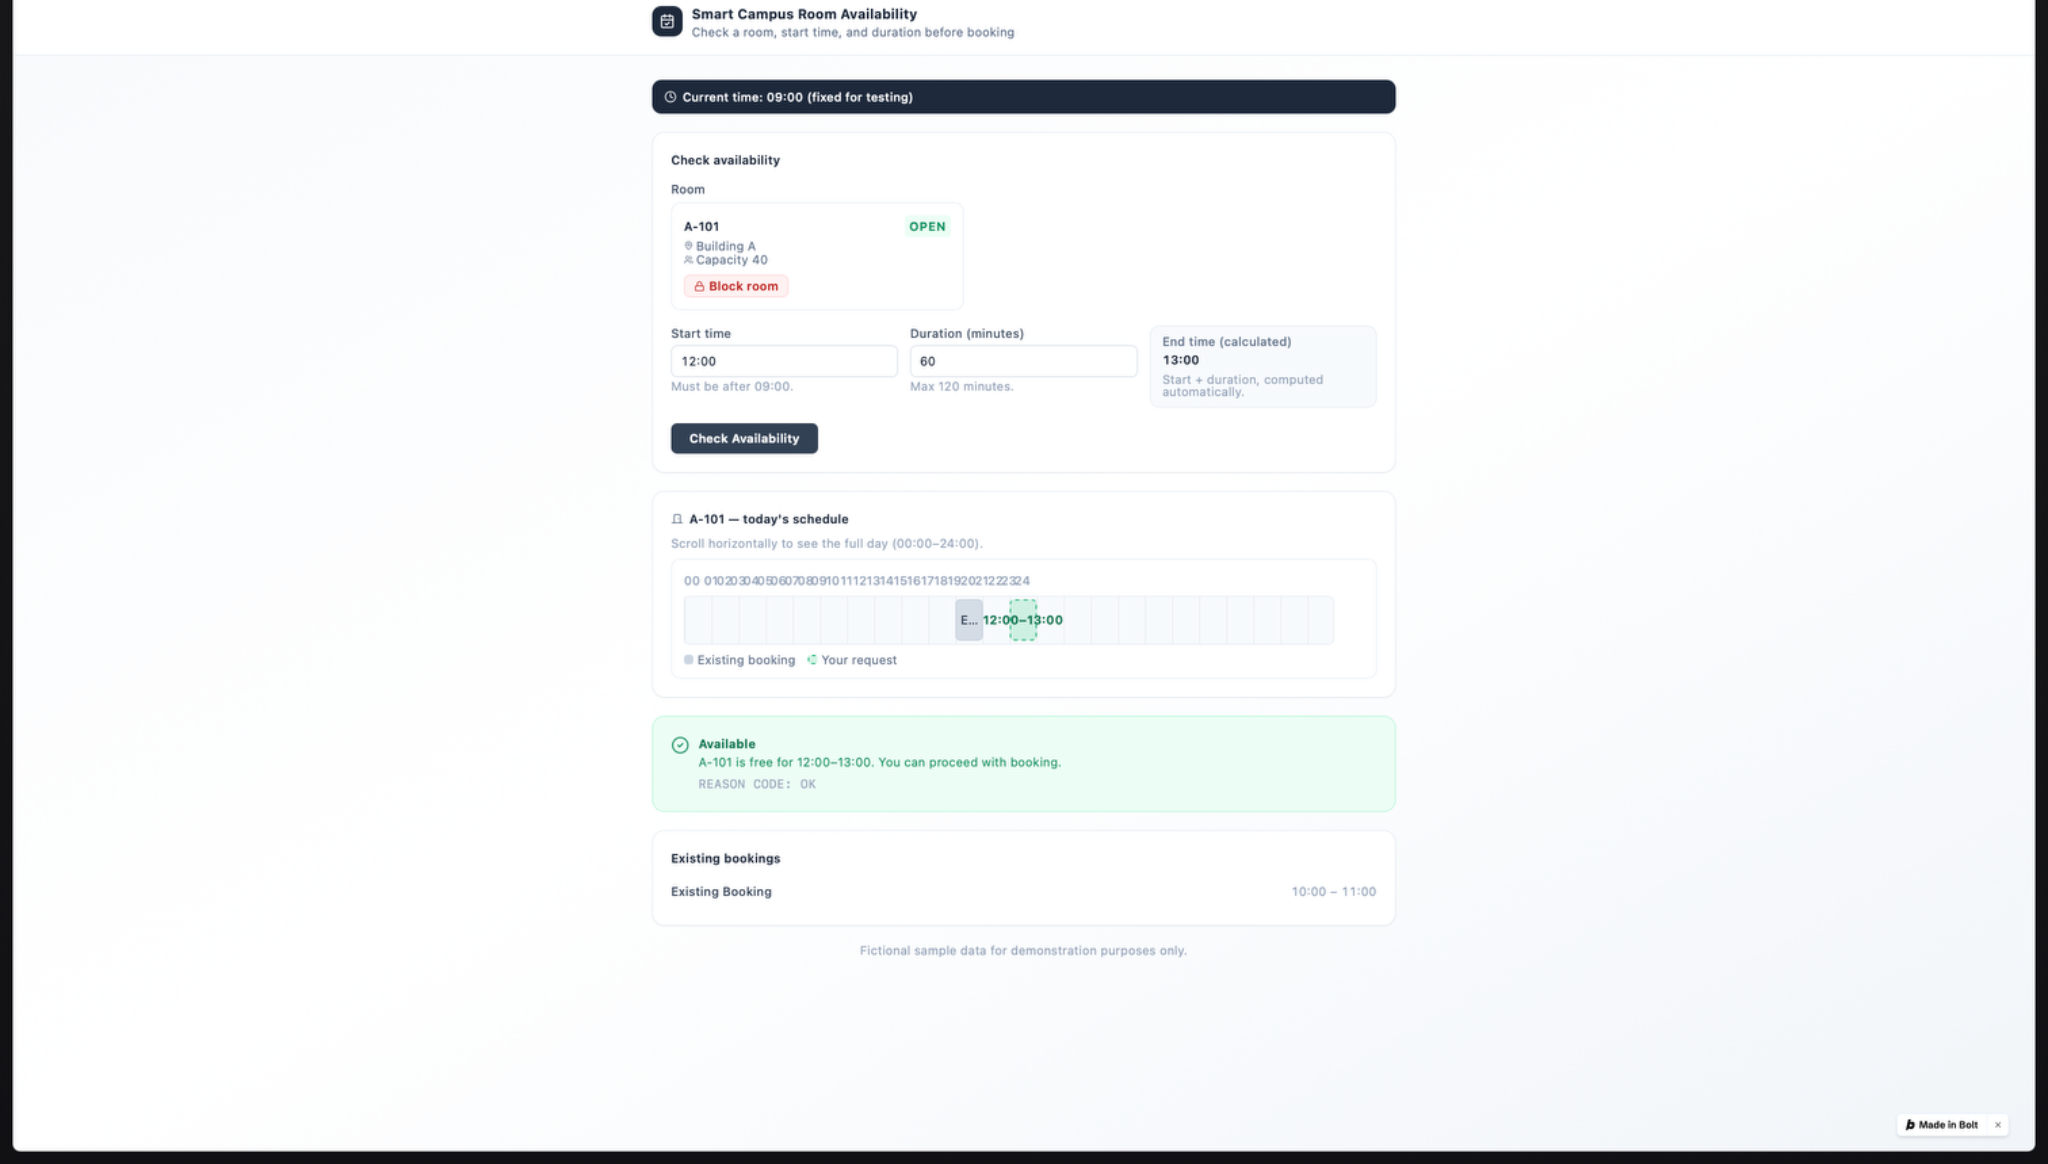 Smart Campus Room Availability
Check a room, start time, and duration before booking
Current time: 09:00 (fixed for testing)
Check availability
Room
A-101
OPEN
Building A
Capacity 40
Block room
Start time
12:00
Must be after 09:00.
Duration (minutes)
60
Max 120 minutes.
End time (calculated)
13:00
Start + duration, computed
automatically.
Check Availability
A-101 — today's schedule
Scroll horizontally to see the full day (00:00–24:00).
00 01 02 03 04 05 06 07 08 09 10 11 12 13 14 15 16 17 18 19 20 21 22 23 24
E... 12:00–13:00
Existing booking Your request
Available
A-101 is free for 12:00–13:00. You can proceed with booking.
REASON CODE: OK
Existing bookings
Existing Booking 10:00 – 11:00
Fictional sample data for demonstration purposes only.
Made in Bolt ×